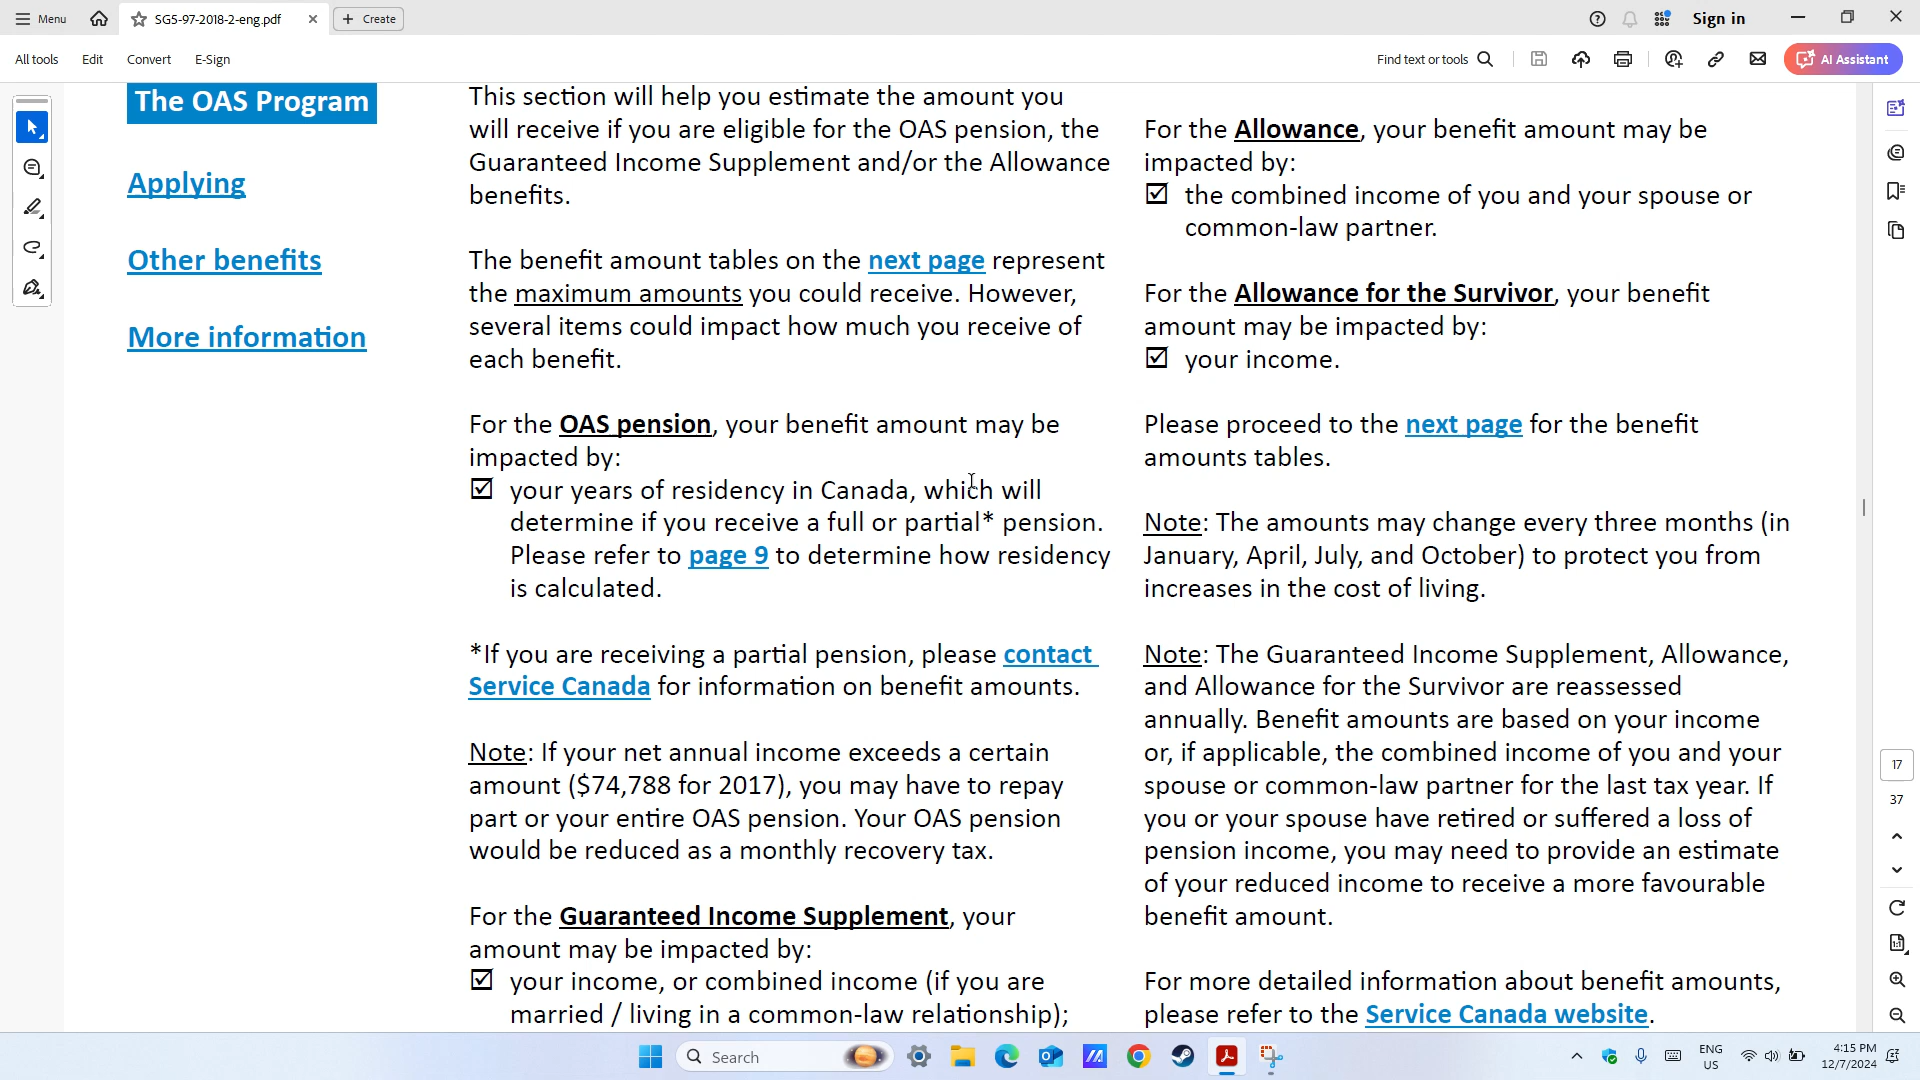 Menu
SG5-97-2018-2-eng.pdf
Create
Sign in
All tools
Edit
Convert
E-Sign
Find text or tools
AI Assistant
The OAS Program
Applying
Other benefits
More information
This section will help you estimate the amount you
will receive if you are eligible for the OAS pension, the
Guaranteed Income Supplement and/or the Allowance
benefits.
The benefit amount tables on the next page represent
the maximum amounts you could receive. However,
several items could impact how much you receive of
each benefit.
For the OAS pension, your benefit amount may be
impacted by:
☑ your years of residency in Canada, which will
determine if you receive a full or partial* pension.
Please refer to page 9 to determine how residency
is calculated.
*If you are receiving a partial pension, please contact
Service Canada for information on benefit amounts.
Note: If your net annual income exceeds a certain
amount ($74,788 for 2017), you may have to repay
part or your entire OAS pension. Your OAS pension
would be reduced as a monthly recovery tax.
For the Guaranteed Income Supplement, your
amount may be impacted by:
☑ your income, or combined income (if you are
married / living in a common-law relationship);
For the Allowance, your benefit amount may be
impacted by:
☑ the combined income of you and your spouse or
common-law partner.
For the Allowance for the Survivor, your benefit
amount may be impacted by:
☑ your income.
Please proceed to the next page for the benefit
amounts tables.
Note: The amounts may change every three months (in
January, April, July, and October) to protect you from
increases in the cost of living.
Note: The Guaranteed Income Supplement, Allowance,
and Allowance for the Survivor are reassessed
annually. Benefit amounts are based on your income
or, if applicable, the combined income of you and your
spouse or common-law partner for the last tax year. If
you or your spouse have retired or suffered a loss of
pension income, you may need to provide an estimate
of your reduced income to receive a more favourable
benefit amount.
For more detailed information about benefit amounts,
please refer to the Service Canada website.
17
37
1:1
Search
ENG
US
4:15 PM
12/7/2024